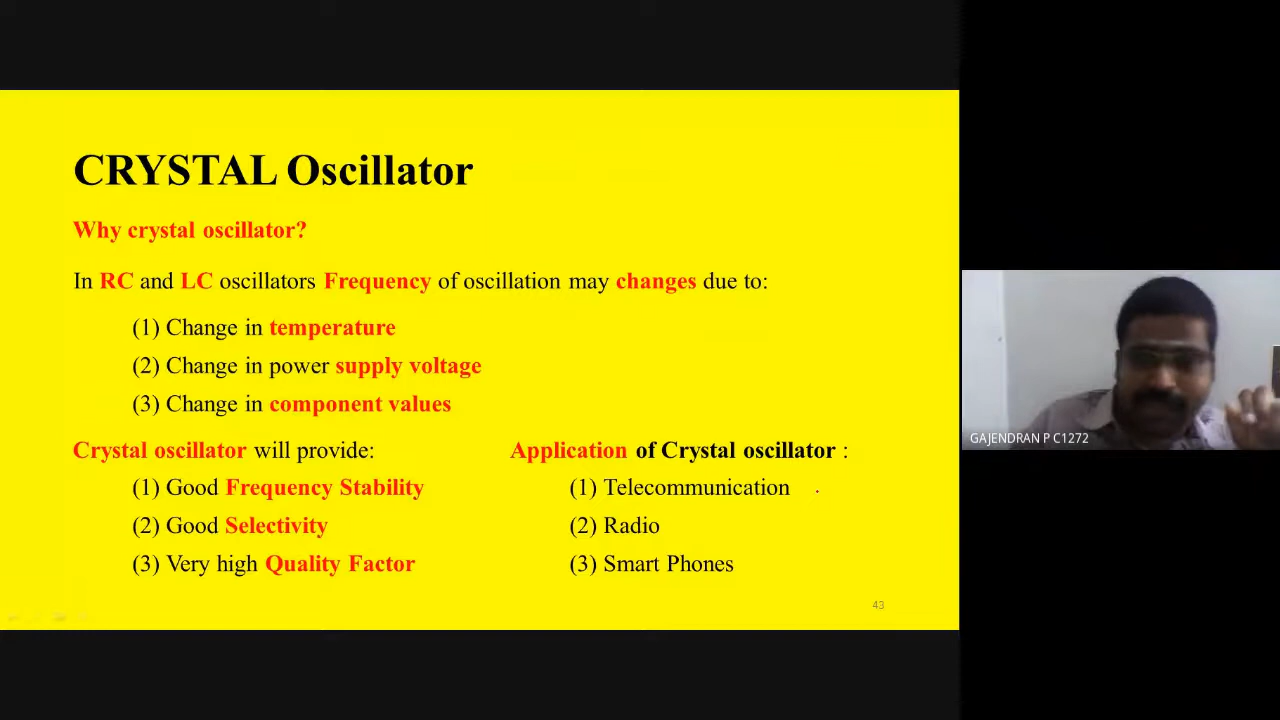 CRYSTAL Oscillator
Why crystal oscillator?
In RC and LC oscillators Frequency of oscillation may changes due to:
(1) Change in temperature
(2) Change in power supply voltage
(3) Change in component values
Crystal oscillator will provide:
(1) Good Frequency Stability
(2) Good Selectivity
(3) Very high Quality Factor
Application of Crystal oscillator :
(1) Telecommunication
(2) Radio
(3) Smart Phones
43
GAJENDRAN P C1272